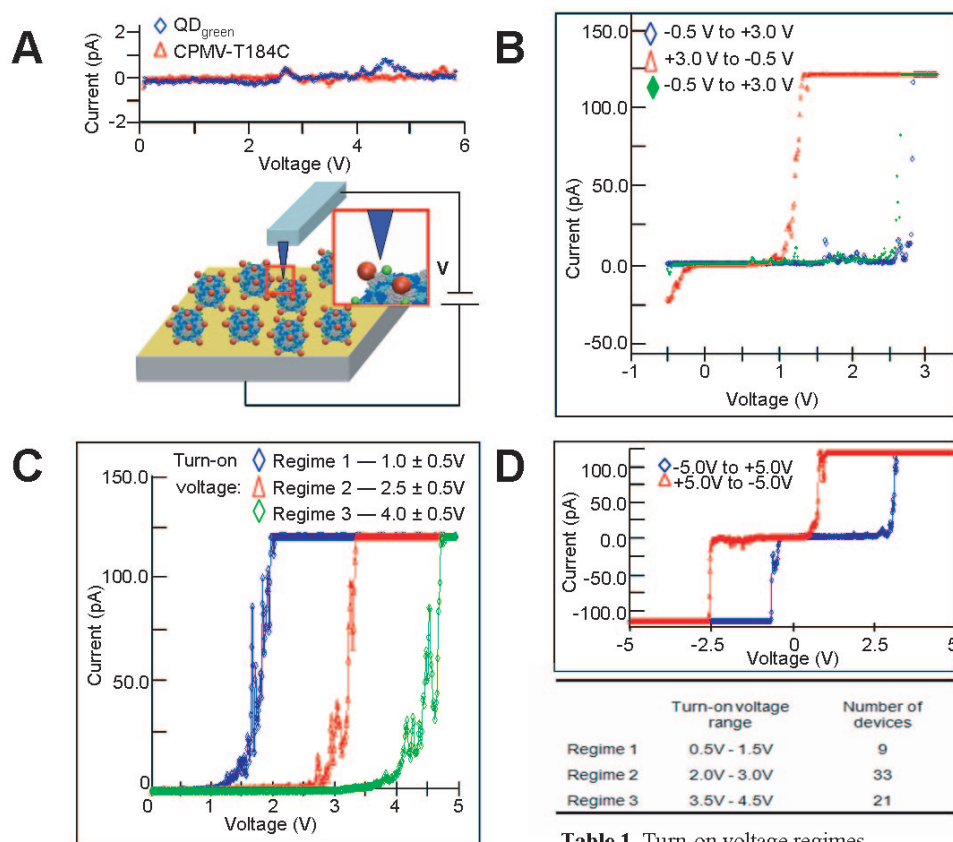 A
QDgreen
CPMV-T184C
Current (pA)
2
0
-2
0
2
4
6
Voltage (V)
V
B
-0.5 V to +3.0 V
+3.0 V to -0.5 V
-0.5 V to +3.0 V
Current (pA)
150.0
100.0
50.0
0.0
-50.0
-1
0
1
2
3
Voltage (V)
C
Turn-on voltage:
Regime 1 — 1.0 ± 0.5V
Regime 2 — 2.5 ± 0.5V
Regime 3 — 4.0 ± 0.5V
Current (pA)
150.0
100.0
50.0
0
0
1
2
3
4
5
Voltage (V)
D
-5.0V to +5.0V
+5.0V to -5.0V
Current (pA)
100.0
50.0
0.0
-50.0
-100.0
-5
-2.5
0
2.5
5
Voltage (V)
Turn-on voltage range Number of devices
Regime 1 0.5V - 1.5V 9
Regime 2 2.0V - 3.0V 33
Regime 3 3.5V - 4.5V 21
Table 1. Turn-on voltage regimes